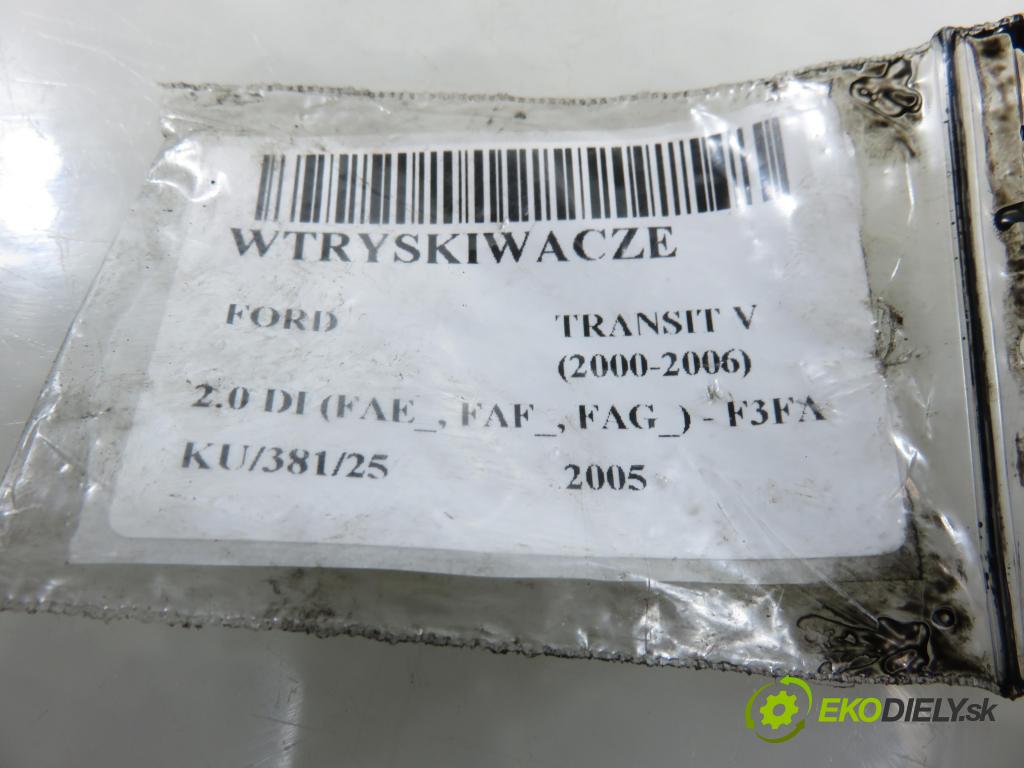 WTRYSKIWACZE
FORD TRANSIT V
(2000-2006)
2.0 DI (FAE_, FAF_, FAG_) - F3FA
KU/381/25 2005
EKODIELY.sk